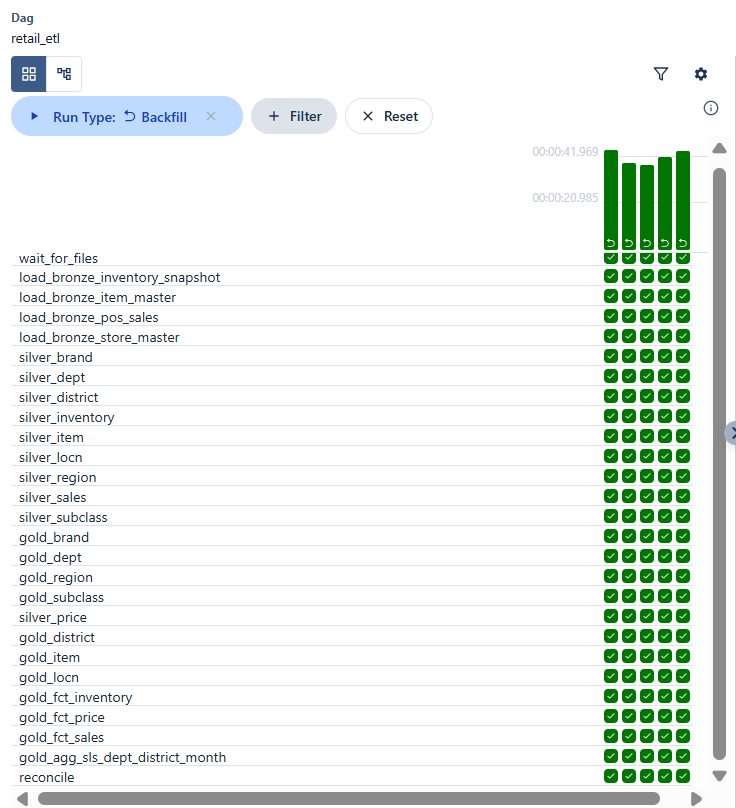 Dag
retail_etl
Run Type: Backfill
Filter
Reset
00:00:41.969
00:00:20.985
wait_for_files
load_bronze_inventory_snapshot
load_bronze_item_master
load_bronze_pos_sales
load_bronze_store_master
silver_brand
silver_dept
silver_district
silver_inventory
silver_item
silver_locn
silver_region
silver_sales
silver_subclass
gold_brand
gold_dept
gold_region
gold_subclass
silver_price
gold_district
gold_item
gold_locn
gold_fct_inventory
gold_fct_price
gold_fct_sales
gold_agg_sls_dept_district_month
reconcile